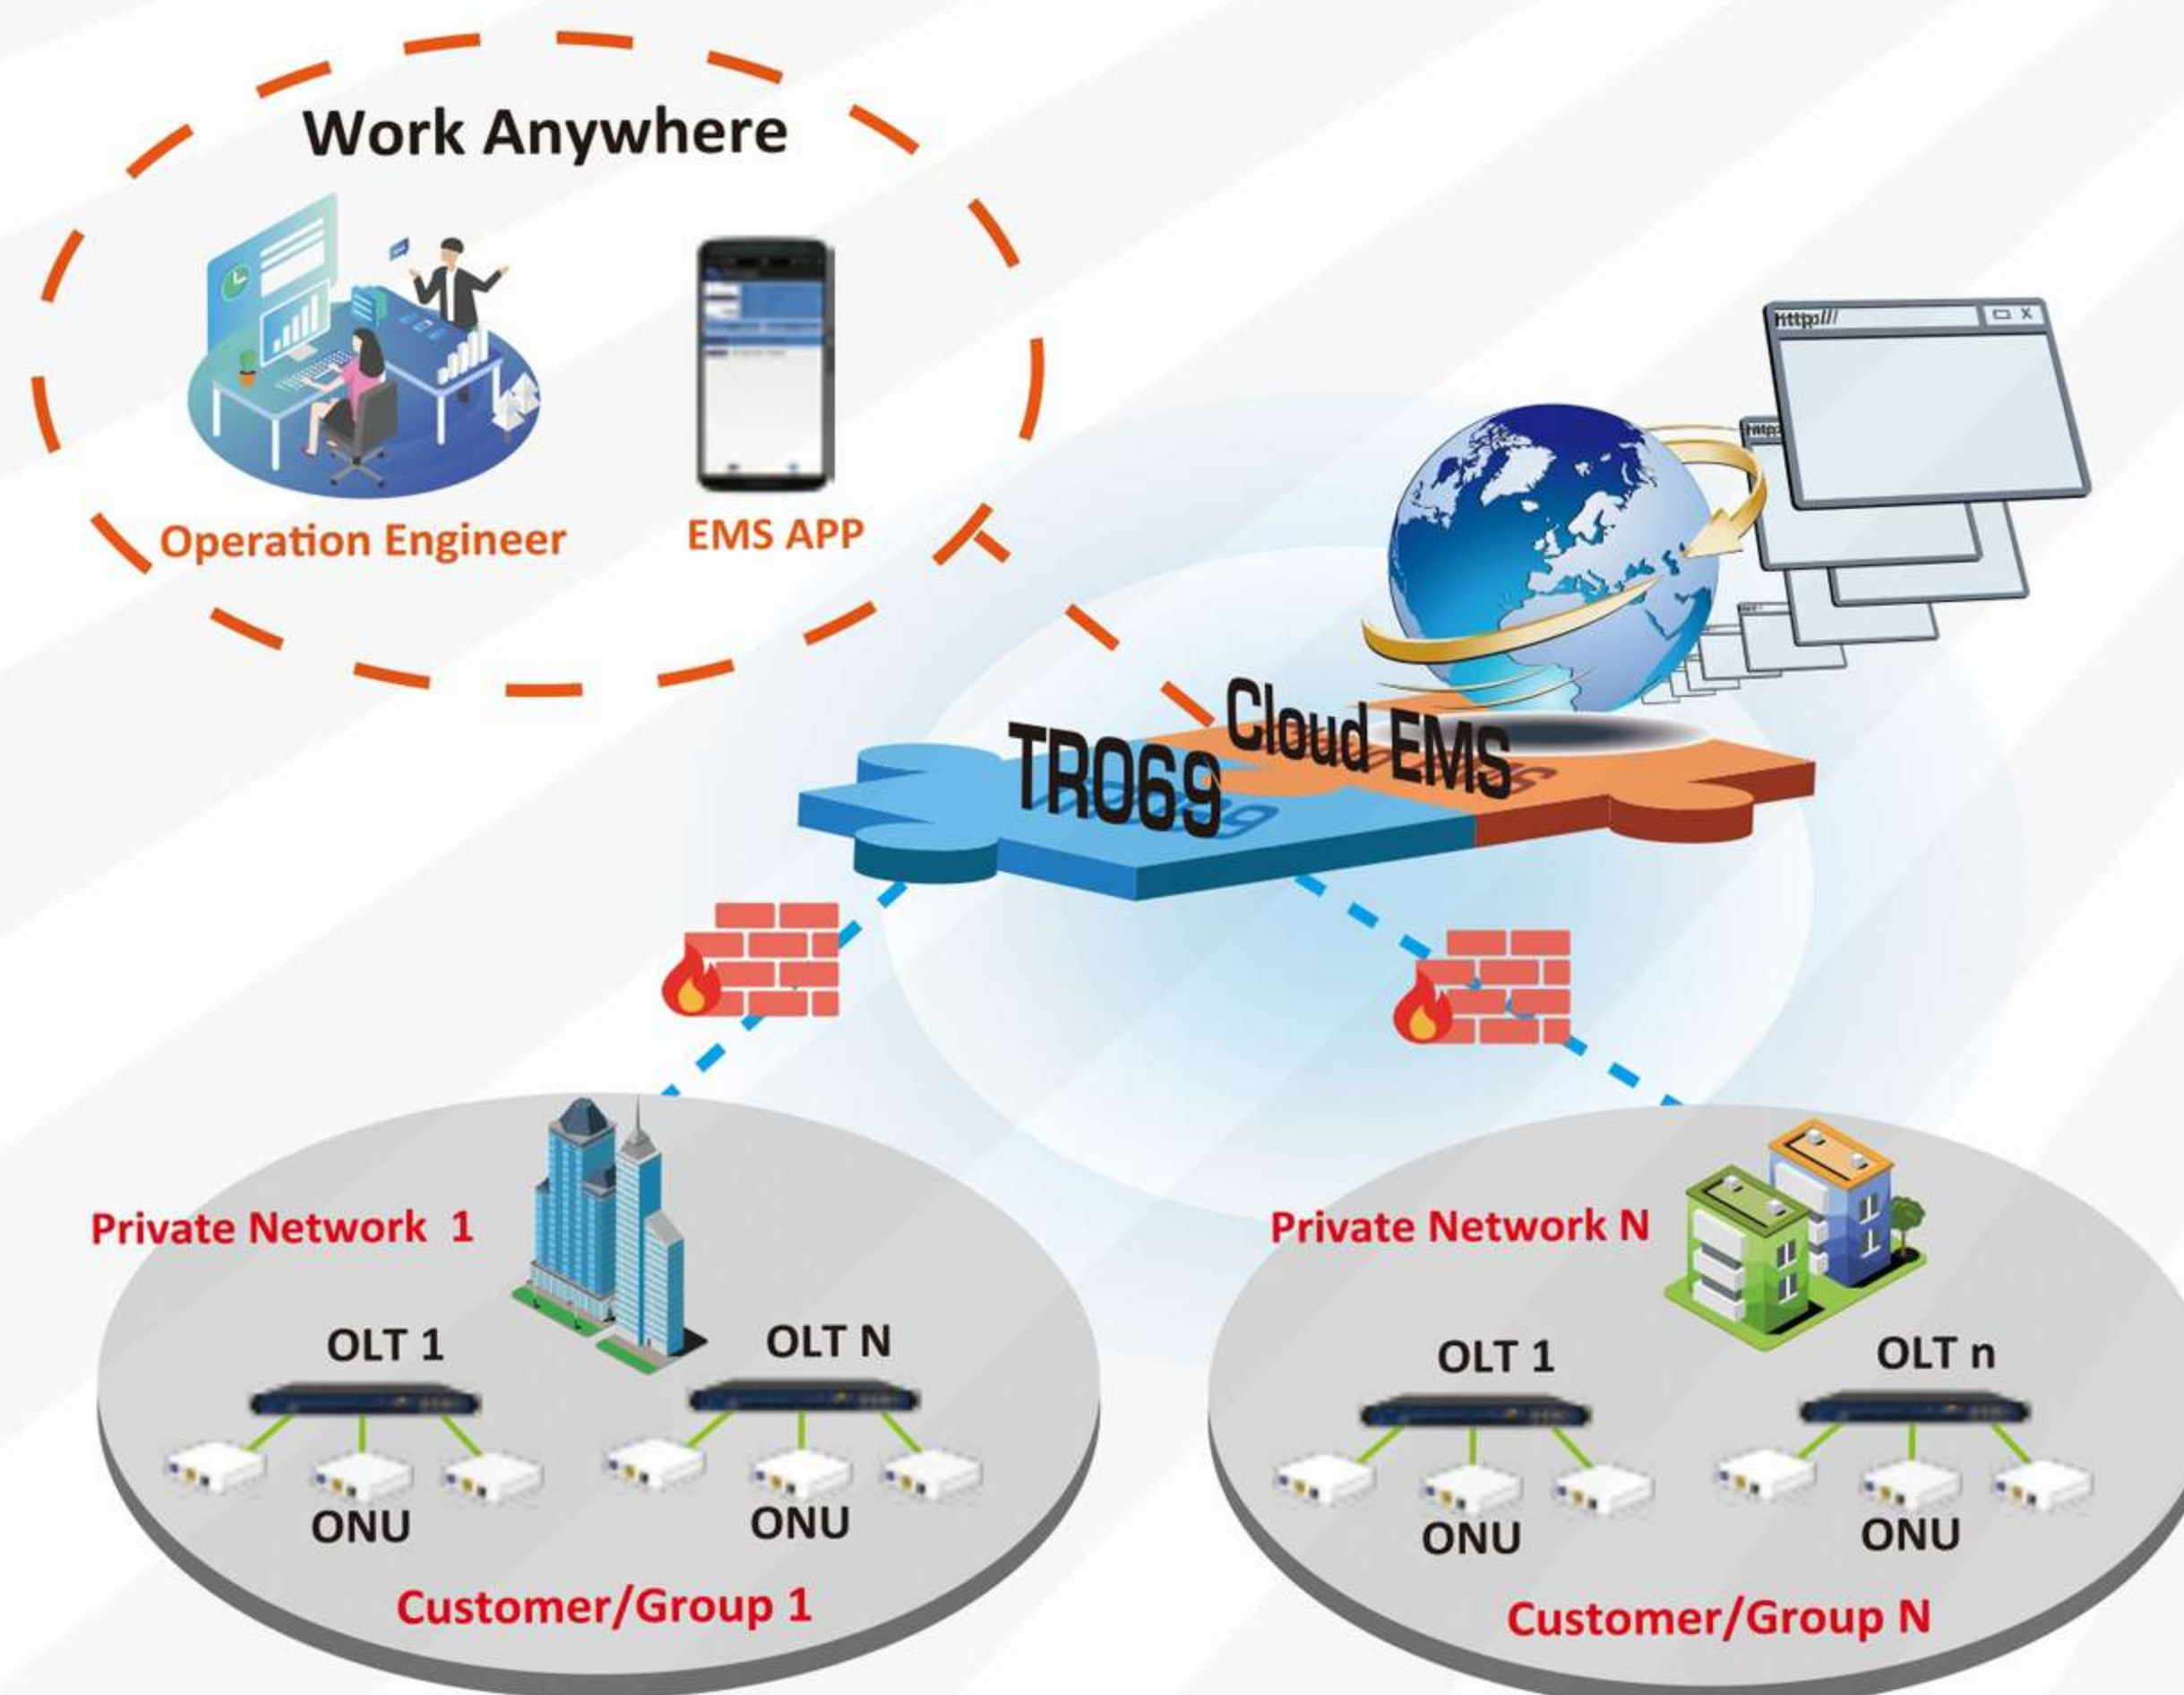 Work Anywhere
Operation Engineer
EMS APP
http:///
http:
TR069
Cloud EMS
Private Network 1
OLT 1
OLT N
ONU
ONU
Customer/Group 1
Private Network N
OLT 1
OLT n
ONU
ONU
Customer/Group N